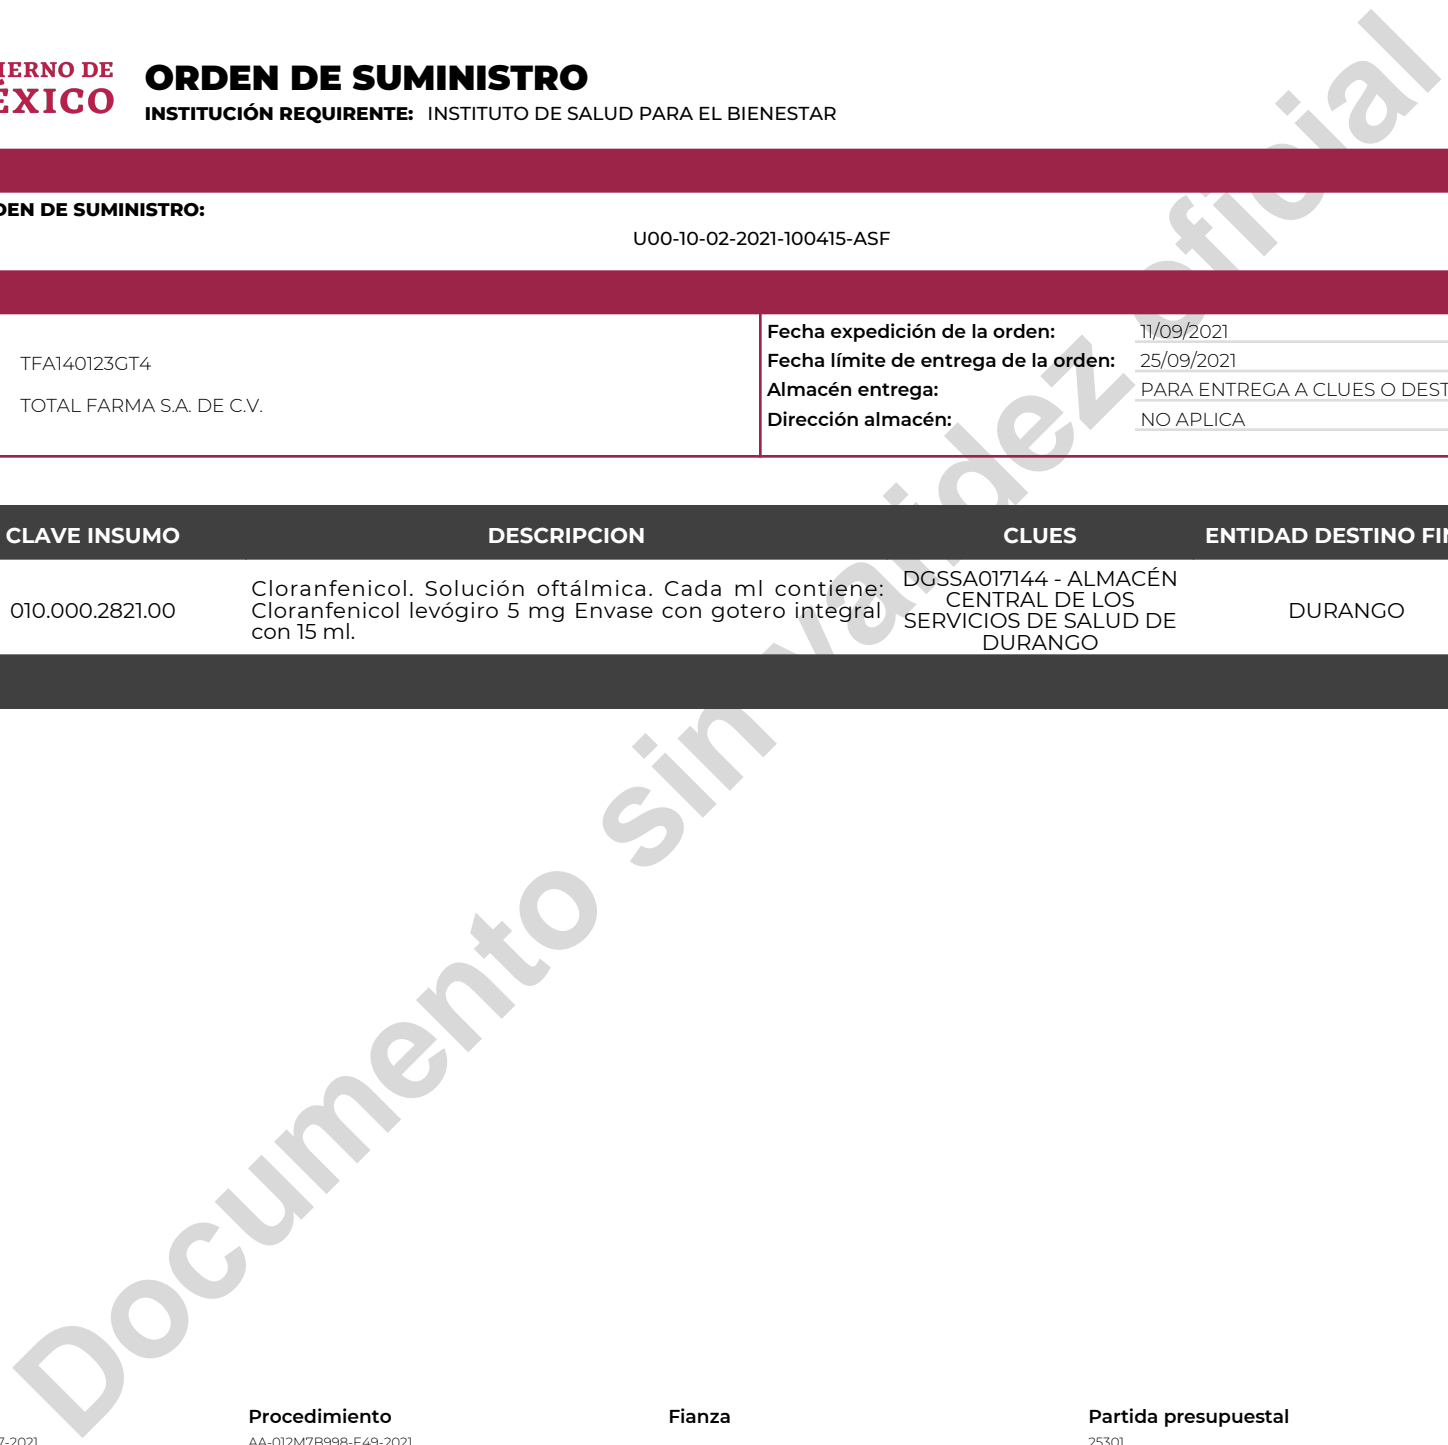 IERNO DE
ÉXICO
ORDEN DE SUMINISTRO
INSTITUCIÓN REQUIRENTE: INSTITUTO DE SALUD PARA EL BIENESTAR
DEN DE SUMINISTRO:
U00-10-02-2021-100415-ASF
TFA140123GT4
TOTAL FARMA S.A. DE C.V.
Fecha expedición de la orden: 11/09/2021
Fecha límite de entrega de la orden: 25/09/2021
Almacén entrega: PARA ENTREGA A CLUES O DEST
Dirección almacén: NO APLICA
CLAVE INSUMO DESCRIPCION CLUES ENTIDAD DESTINO FIN
010.000.2821.00
Cloranfenicol. Solución oftálmica. Cada ml contiene:
Cloranfenicol levógiro 5 mg Envase con gotero integral
con 15 ml.
DGSSA017144 - ALMACÉN
CENTRAL DE LOS
SERVICIOS DE SALUD DE
DURANGO
DURANGO
Documento sin validez oficial
Procedimiento Fianza Partida presupuestal
7-2021 AA-012M7B998-E49-2021 25301